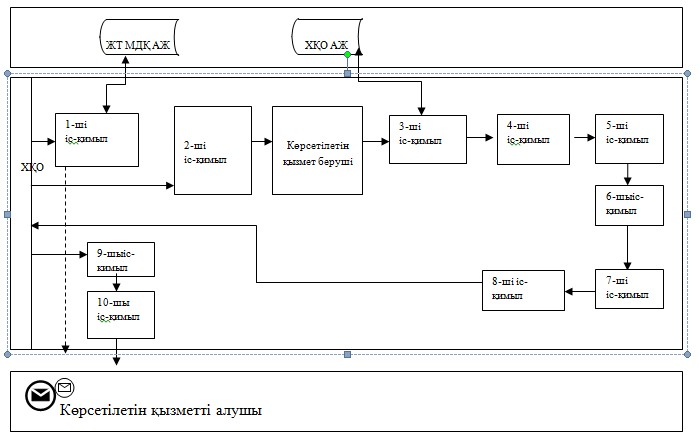 ЖТ МДҚ АЖ
ХҚО АЖ
1-ші
іс-қимыл
2-ші
іс-қимыл
Көрсетілетін
қызмет беруші
3-ші
іс-қимыл
4-ші
іс-қимыл
5-ші
іс-қимыл
ХҚО
6-шыіс-
қимыл
9-шыіс-
қимыл
8-ші іс-
қимыл
7-ші
іс-қимыл
10-шы
іс-қимыл
Көрсетілетін қызметті алушы